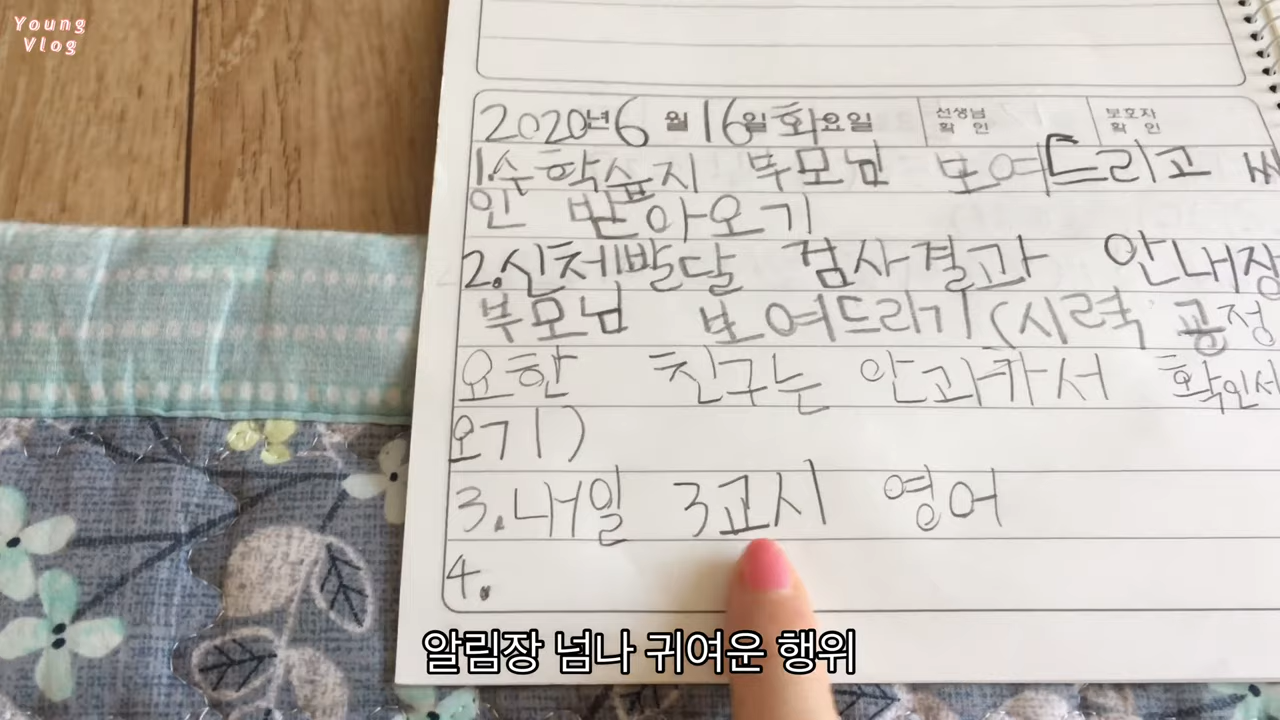 Young
Vlog
2020년 6월 16일 화요일
선생님 확인
보호자 확인
1.수학숲지 부모님 보여드리고 싸
인 받아오기
2.신체발달 검사결과 안내장
부모님 보여드리기(시력 교정
요한 친구는 안과가서 확인서
오기)
3.내일 3교시 영어
4.
알림장 넘나 귀여운 행위